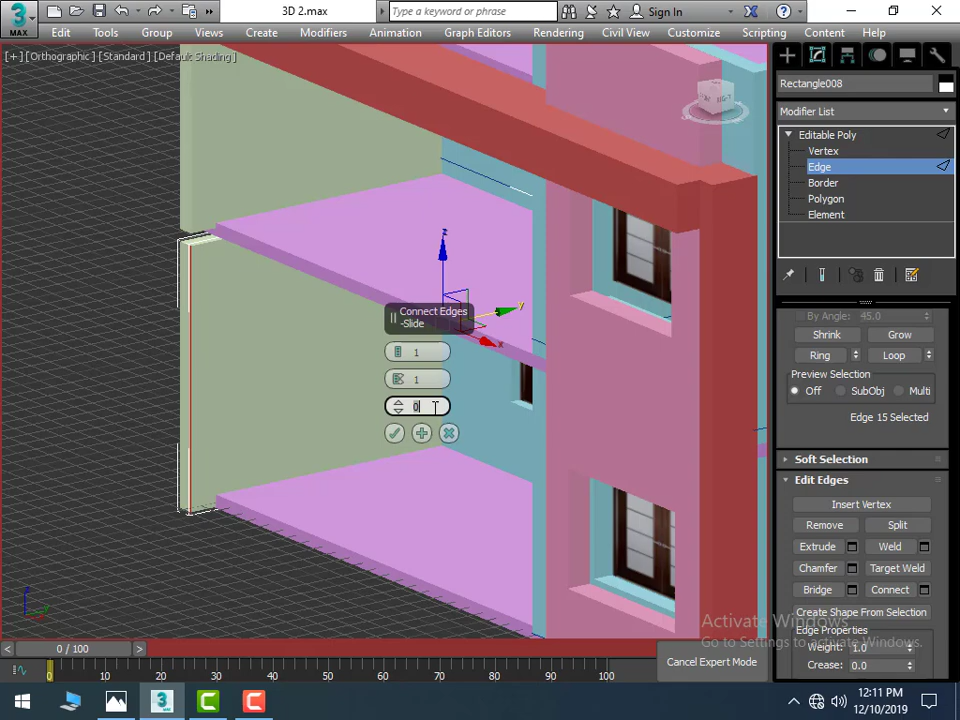 3
MAX
3D 2.max
Type a keyword or phrase
Sign In
Edit
Tools
Group
Views
Create
Modifiers
Animation
Graph Editors
Rendering
Civil View
Customize
Scripting
Content
Help
[+] [Orthographic] [Standard] [Default Shading]
Rectangle008
Modifier List
Editable Poly
Vertex
Edge
Border
Polygon
Element
z
y
x
Connect Edges
-Slide
1
1
0
By Angle: 45.0
Shrink
Grow
Ring
Loop
Preview Selection
Off
SubObj
Multi
Edge 15 Selected
Soft Selection
Edit Edges
Insert Vertex
Remove
Split
Extrude
Weld
Chamfer
Target Weld
Bridge
Connect
Create Shape From Selection
Edge Properties
Weight: 1.0
Crease: 0.0
Activate Windows
Go to Settings to activate Windows.
0 / 100
Cancel Expert Mode
0 10 20 30 40 50 60 70 80 90 100
12:11 PM
12/10/2019